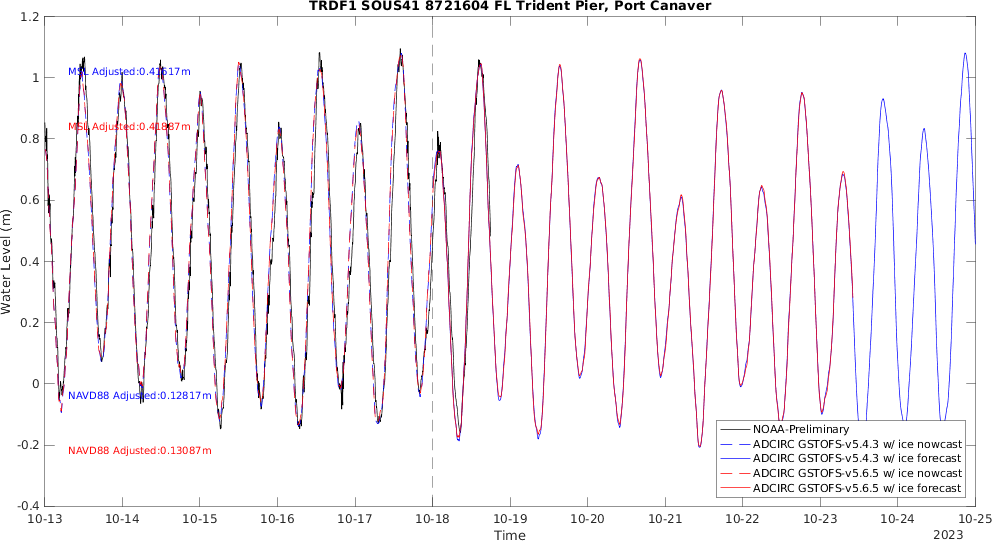 TRDF1 SOUS41 8721604 FL Trident Pier, Port Canaver
1.2
1
0.8
0.6
0.4
0.2
0
-0.2
-0.4
Water Level (m)
MSL Adjusted:0.41617m
MSL Adjusted:0.41887m
NAVD88 Adjusted:0.12817m
NAVD88 Adjusted:0.13087m
NOAA-Preliminary
ADCIRC GSTOFS-v5.4.3 w/ ice nowcast
ADCIRC GSTOFS-v5.4.3 w/ ice forecast
ADCIRC GSTOFS-v5.6.5 w/ ice nowcast
ADCIRC GSTOFS-v5.6.5 w/ ice forecast
10-13 10-14 10-15 10-16 10-17 10-18 10-19 10-20 10-21 10-22 10-23 10-24 10-25
Time
2023